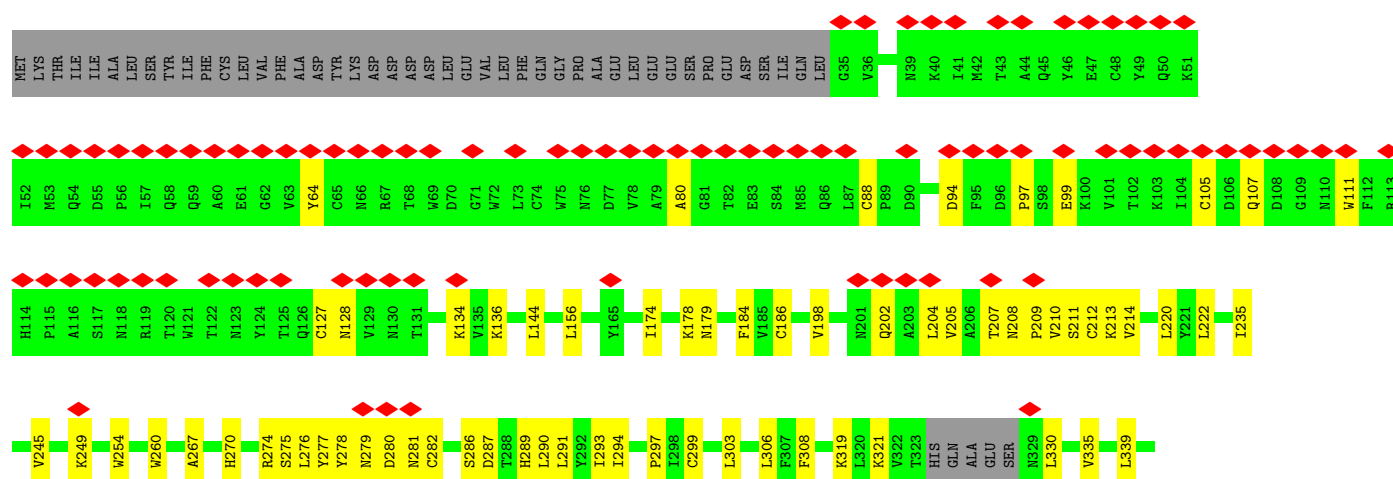 MET LYS THR ILE ILE ALA LEU SER TYR ILE PHE CYS LEU VAL PHE ALA ASP TYR LYS ASP ASP ASP ASP LEU GLU VAL LEU PHE GLN GLY PRO ALA GLU LEU GLU GLU SER PRO GLU ASP SER ILE GLN LEU G35 V36 N39 K40 I41 M42 T43 A44 Q45 Y46 E47 C48 Y49 Q50 K51
I52 M53 Q54 D55 P56 I57 Q58 Q59 A60 E61 G62 V63 Y64 C65 N66 R67 T68 W69 D70 G71 W72 L73 C74 W75 N76 D77 V78 A79 A80 G81 T82 E83 S84 M85 Q86 L87 C88 P89 D90 D94 F95 D96 P97 S98 E99 K100 V101 T102 K103 I104 C105 D106 Q107 D108 G109 N110 W111 F112 R113
H114 P115 A116 S117 N118 R119 T120 W121 T122 N123 Y124 T125 Q126 C127 N128 V129 N130 T131 K134 V135 K136 L144 L156 Y165 I174 K178 N179 F184 V185 C186 V198 N201 Q202 A203 L204 V205 A206 T207 N208 P209 V210 S211 C212 K213 V214 L220 Y221 L222 I235
V245 K249 W254 W260 A267 H270 R274 S275 L276 Y277 Y278 N279 D280 N281 C282 S286 D287 T288 H289 L290 L291 Y292 I293 I294 P297 I298 C299 L303 L306 F307 F308 K319 L320 K321 V322 T323 HIS GLN ALA GLU SER N329 L330 V335 L339